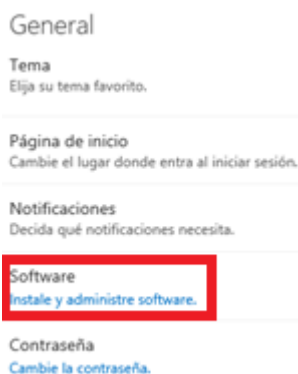 General
Tema
Elija su tema favorito.
Página de inicio
Cambie el lugar donde entra al iniciar sesión.
Notificaciones
Decida qué notificaciones necesita.
Software
Instale y administre software.
Contraseña
Cambie la contraseña.